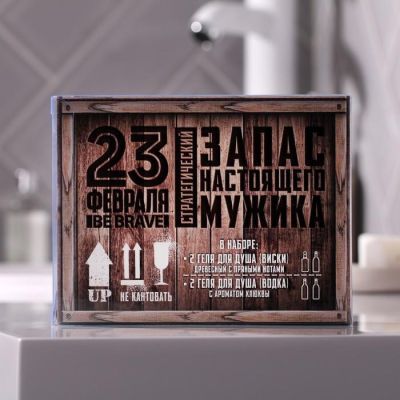 23
ФЕВРАЛЯ
BE BRAVE
СТРАТЕГИЧЕСКИЙ
ЗАПАС
НАСТОЯЩЕГО
МУЖИКА
UP
НЕ КАНТОВАТЬ
В НАБОРЕ:
• 2 ГЕЛЯ ДЛЯ ДУША (ВИСКИ)
ДРЕВЕСНЫЙ С ПРЯНЫМИ НОТАМИ
• 2 ГЕЛЯ ДЛЯ ДУША (ВОДКА)
С АРОМАТОМ КЛЮКВЫ